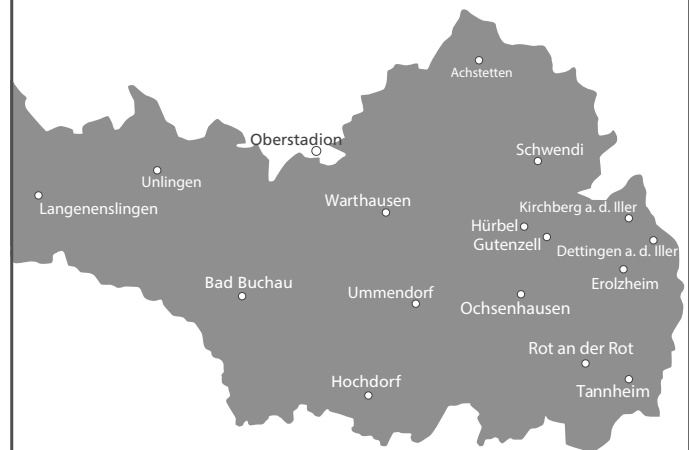 Achstetten
Oberstadion
Schwendi
Unlingen
Langenenslingen
Warthausen
Kirchberg a. d. Iller
Hürbel
Gutenzell
Dettingen a. d. Iller
Bad Buchau
Ummendorf
Erolzheim
Ochsenhausen
Rot an der Rot
Hochdorf
Tannheim